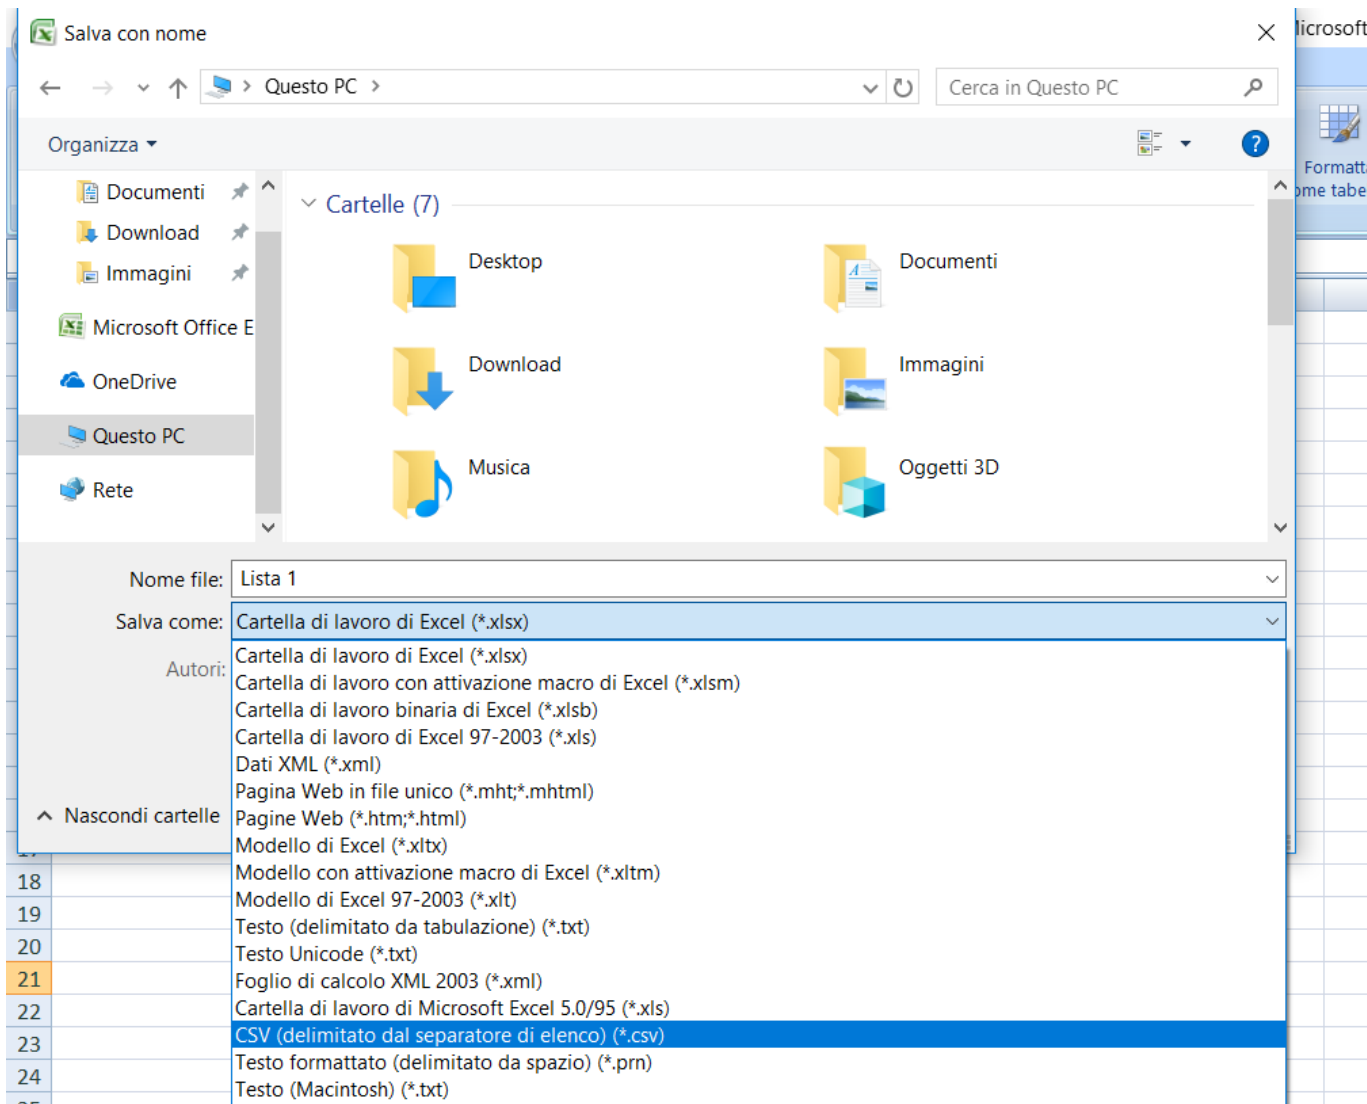 Salva con nome
Microsoft
Questo PC
Cerca in Questo PC
Organizza
Formatta
ome tabe
Documenti
Download
Immagini
Microsoft Office E
OneDrive
Questo PC
Rete
Cartelle (7)
Desktop
Documenti
Download
Immagini
Musica
Oggetti 3D
Nome file: Lista 1
Salva come: Cartella di lavoro di Excel (*.xlsx)
Autori:
Cartella di lavoro di Excel (*.xlsx)
Cartella di lavoro con attivazione macro di Excel (*.xlsm)
Cartella di lavoro binaria di Excel (*.xlsb)
Cartella di lavoro di Excel 97-2003 (*.xls)
Dati XML (*.xml)
Pagina Web in file unico (*.mht;*.mhtml)
Pagine Web (*.htm;*.html)
Modello di Excel (*.xltx)
Modello con attivazione macro di Excel (*.xltm)
Modello di Excel 97-2003 (*.xlt)
Testo (delimitato da tabulazione) (*.txt)
Testo Unicode (*.txt)
Foglio di calcolo XML 2003 (*.xml)
Cartella di lavoro di Microsoft Excel 5.0/95 (*.xls)
CSV (delimitato dal separatore di elenco) (*.csv)
Testo formattato (delimitato da spazio) (*.prn)
Testo (Macintosh) (*.txt)
Nascondi cartelle
17
18
19
20
21
22
23
24
25